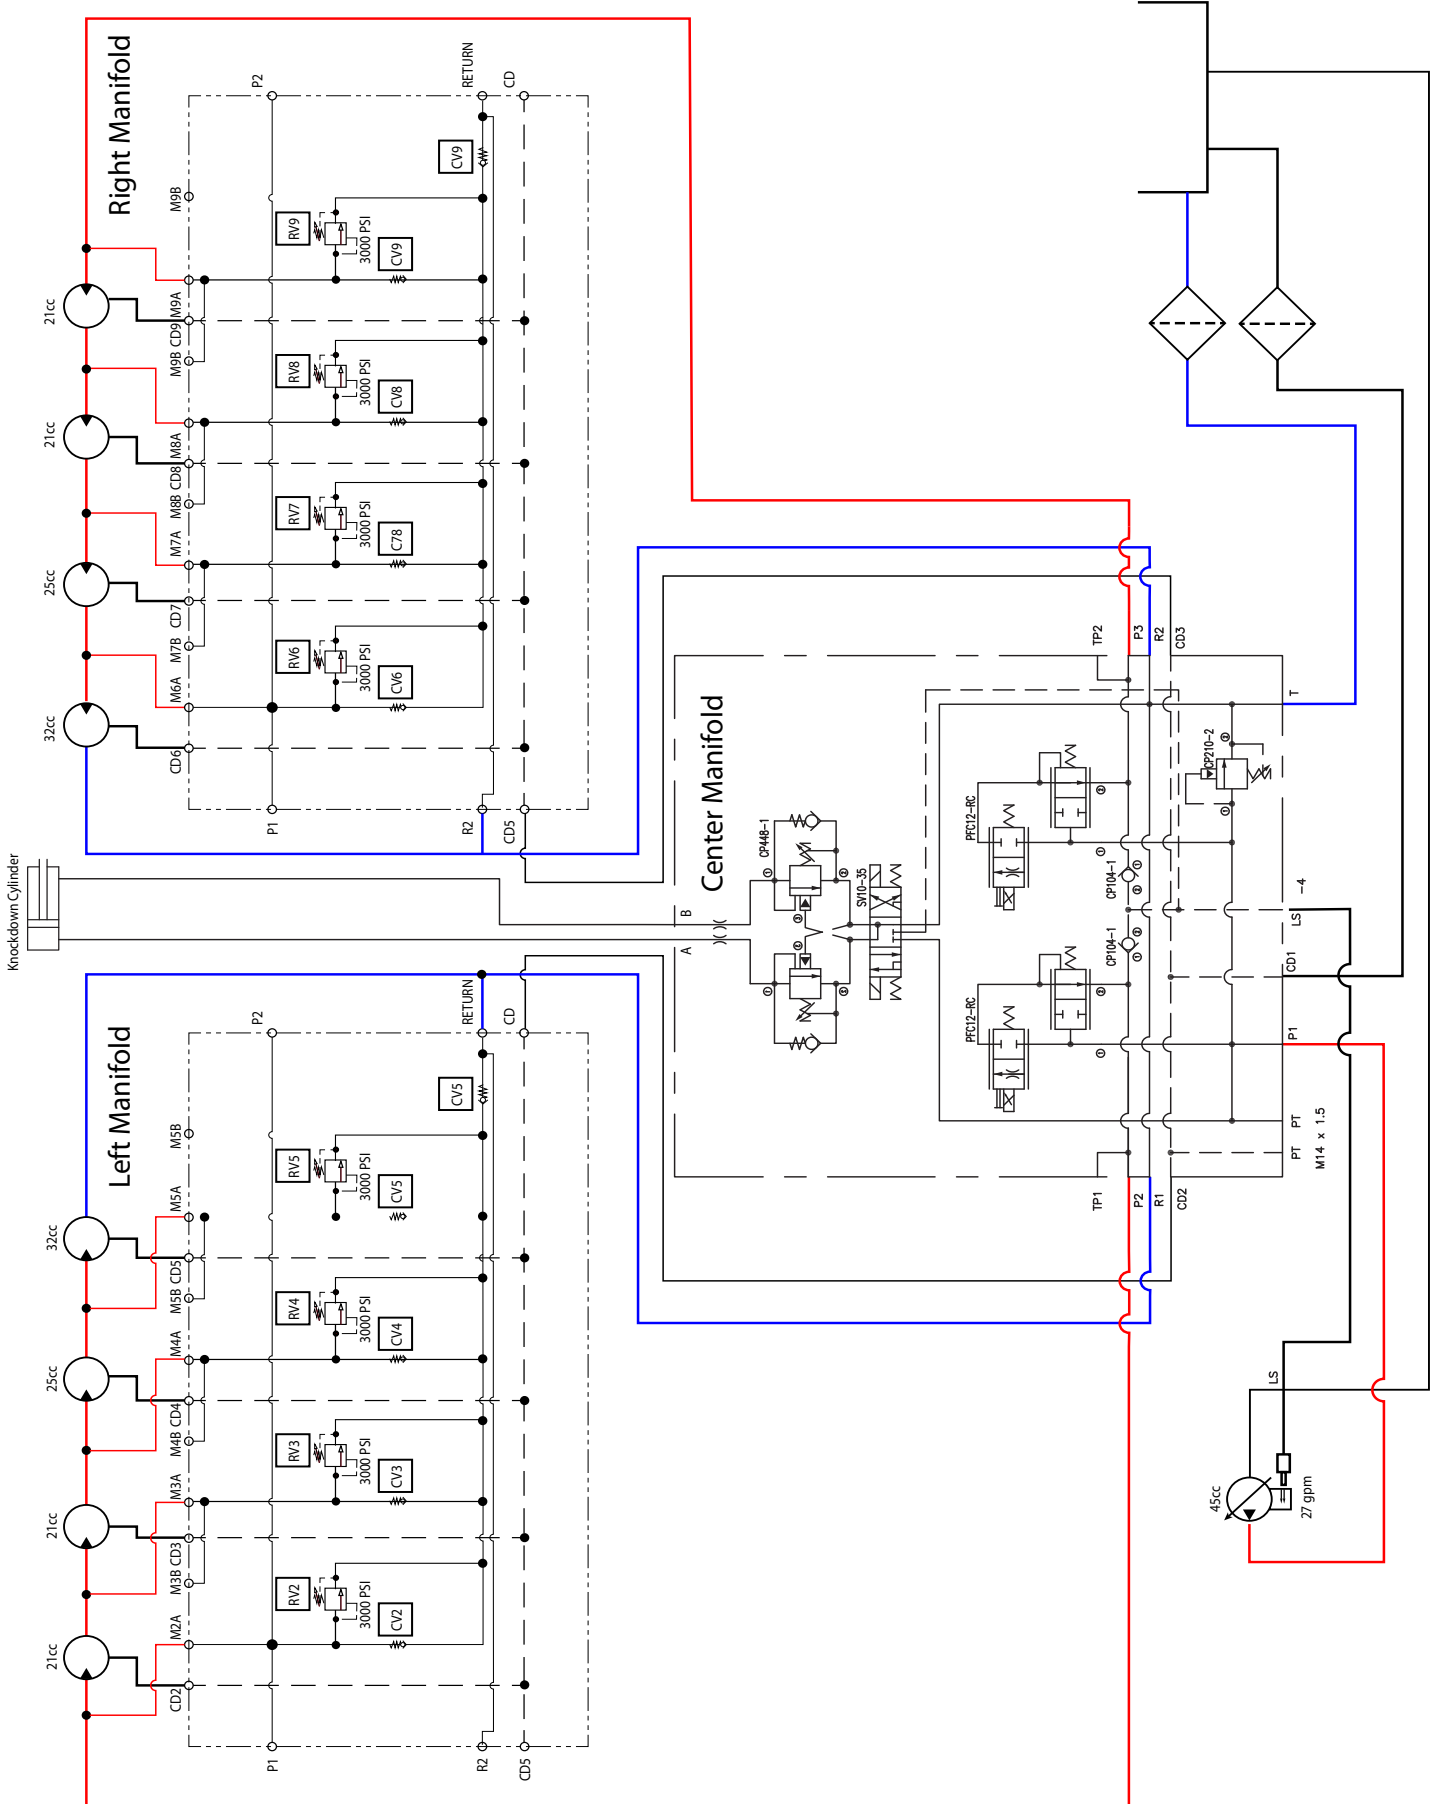 Right Manifold
P2
RETURN
CD
M9B
CV9
RV9
3000 PSI
CV9
21cc
M9A
CD9
M9B
RV8
3000 PSI
CV8
21cc
M8A
CD8
M8B
RV7
3000 PSI
C78
25cc
M7A
CD7
M7B
RV6
3000 PSI
CV6
32cc
M6A
CD6
P1
R2
CD5
Knockdown Cylinder
Left Manifold
P2
RETURN
CD
M5B
CV5
RV5
3000 PSI
CV5
32cc
M5A
CD5
M5B
RV4
3000 PSI
CV4
25cc
M4A
CD4
M4B
RV3
3000 PSI
CV3
21cc
M3A
CD3
M3B
RV2
3000 PSI
CV2
21cc
M2A
CD2
P1
R2
CD5
Center Manifold
TP2
P3
R2
CD3
B
A
CP448-1
SV10-35
PFC12-RC
PFC12-RC
CP104-1
CP104-1
CP210-2
T
-4
LS
CD1
P1
PT
PT
M14 x 1.5
TP1
P2
R1
CD2
LS
45cc
27 gpm